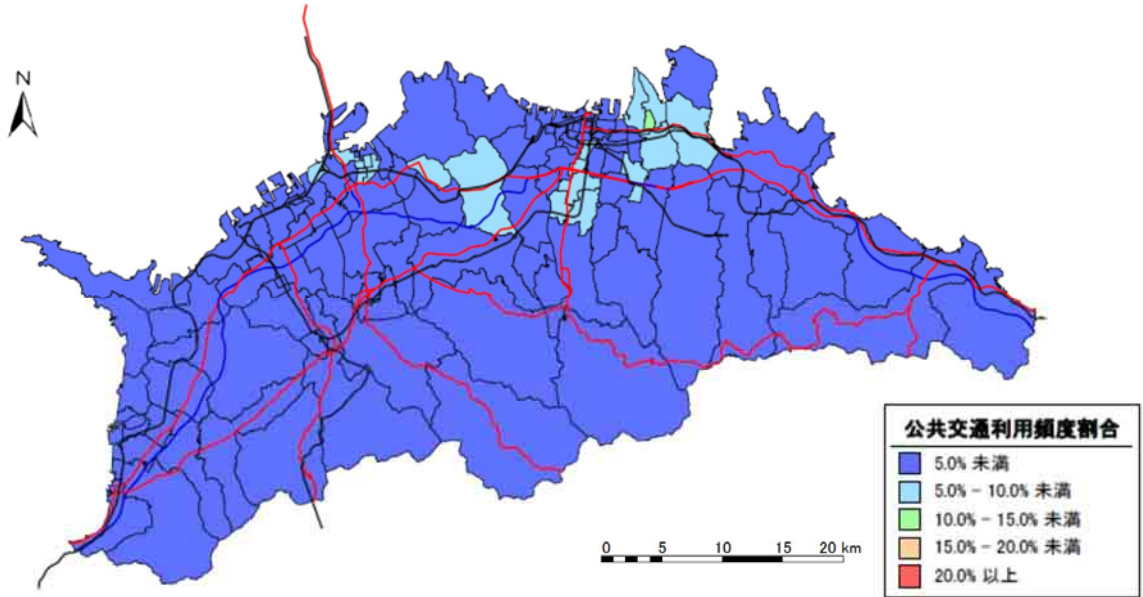 N
公共交通利用頻度割合
5.0% 未満
5.0% - 10.0% 未満
10.0% - 15.0% 未満
15.0% - 20.0% 未満
20.0% 以上
0 5 10 15 20 km